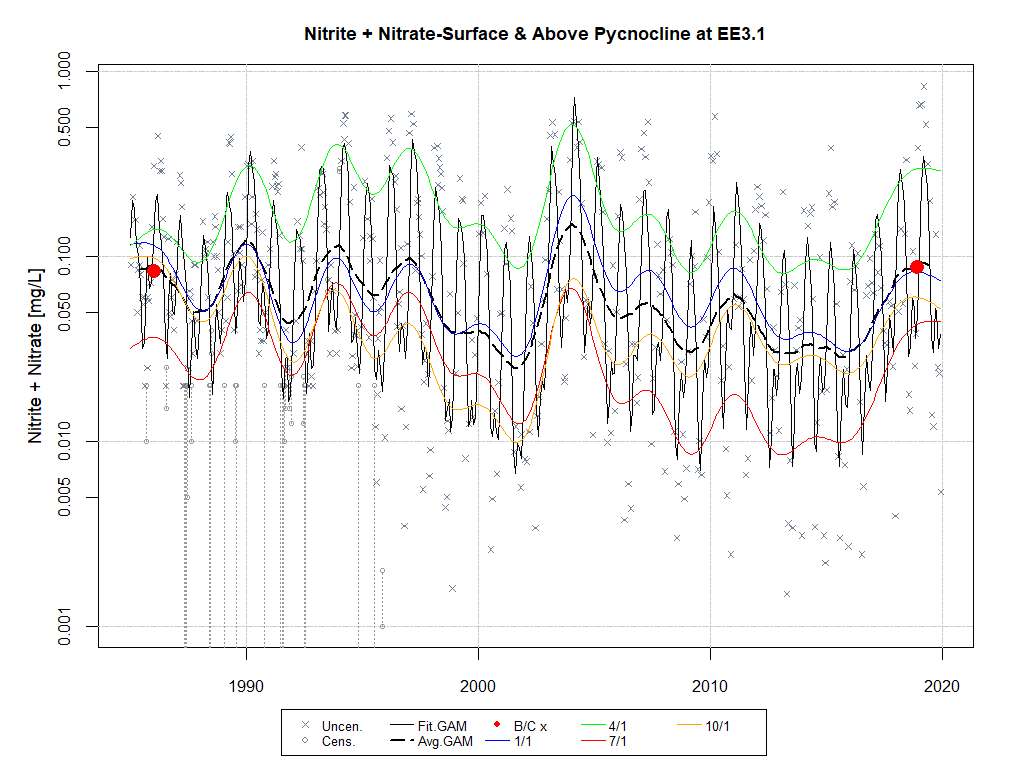 Nitrite + Nitrate-Surface & Above Pycnocline at EE3.1
Nitrite + Nitrate [mg/L]
1.000
0.500
0.100
0.050
0.010
0.005
0.001
1990 2000 2010 2020
Uncen. Fit.GAM B/C x 4/1 10/1
Cens. Avg.GAM 1/1 7/1